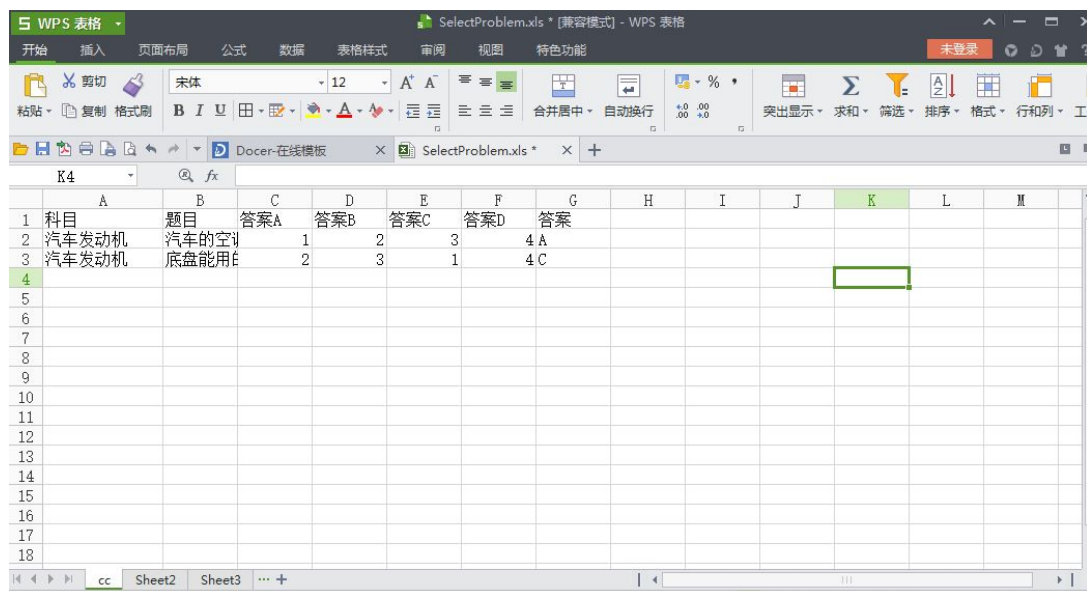 WPS 表格
SelectProblem.xls * [兼容模式] - WPS 表格
开始 插入 页面布局 公式 数据 表格样式 审阅 视图 特色功能 未登录
剪切 宋体 12 A+ A-
粘贴 复制 格式刷 B I U A 合并居中 自动换行 % 突出显示 求和 筛选 排序 格式 行和列 工
Docer-在线模板 SelectProblem.xls *
K4 fx
A B C D E F G H I J K L M
1 科目 题目 答案A 答案B 答案C 答案D 答案
2 汽车发动机 汽车的空 1 2 3 4 A
3 汽车发动机 底盘能用 2 3 1 4 C
4
5
6
7
8
9
10
11
12
13
14
15
16
17
18
cc Sheet2 Sheet3 ... +